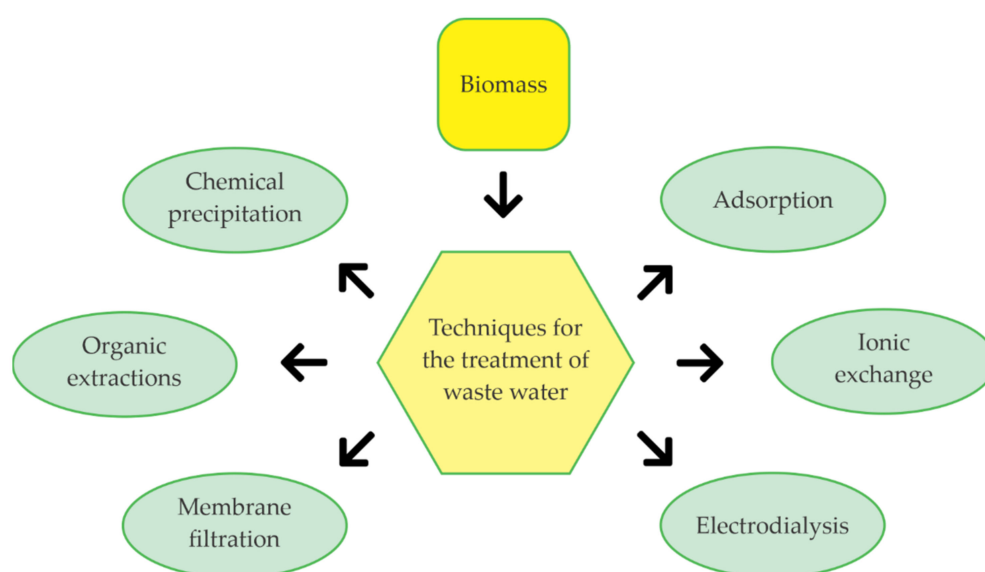 Biomass
Chemical
precipitation
Adsorption
Organic
extractions
Techniques for
the treatment of
waste water
Ionic
exchange
Membrane
filtration
Electrodialysis